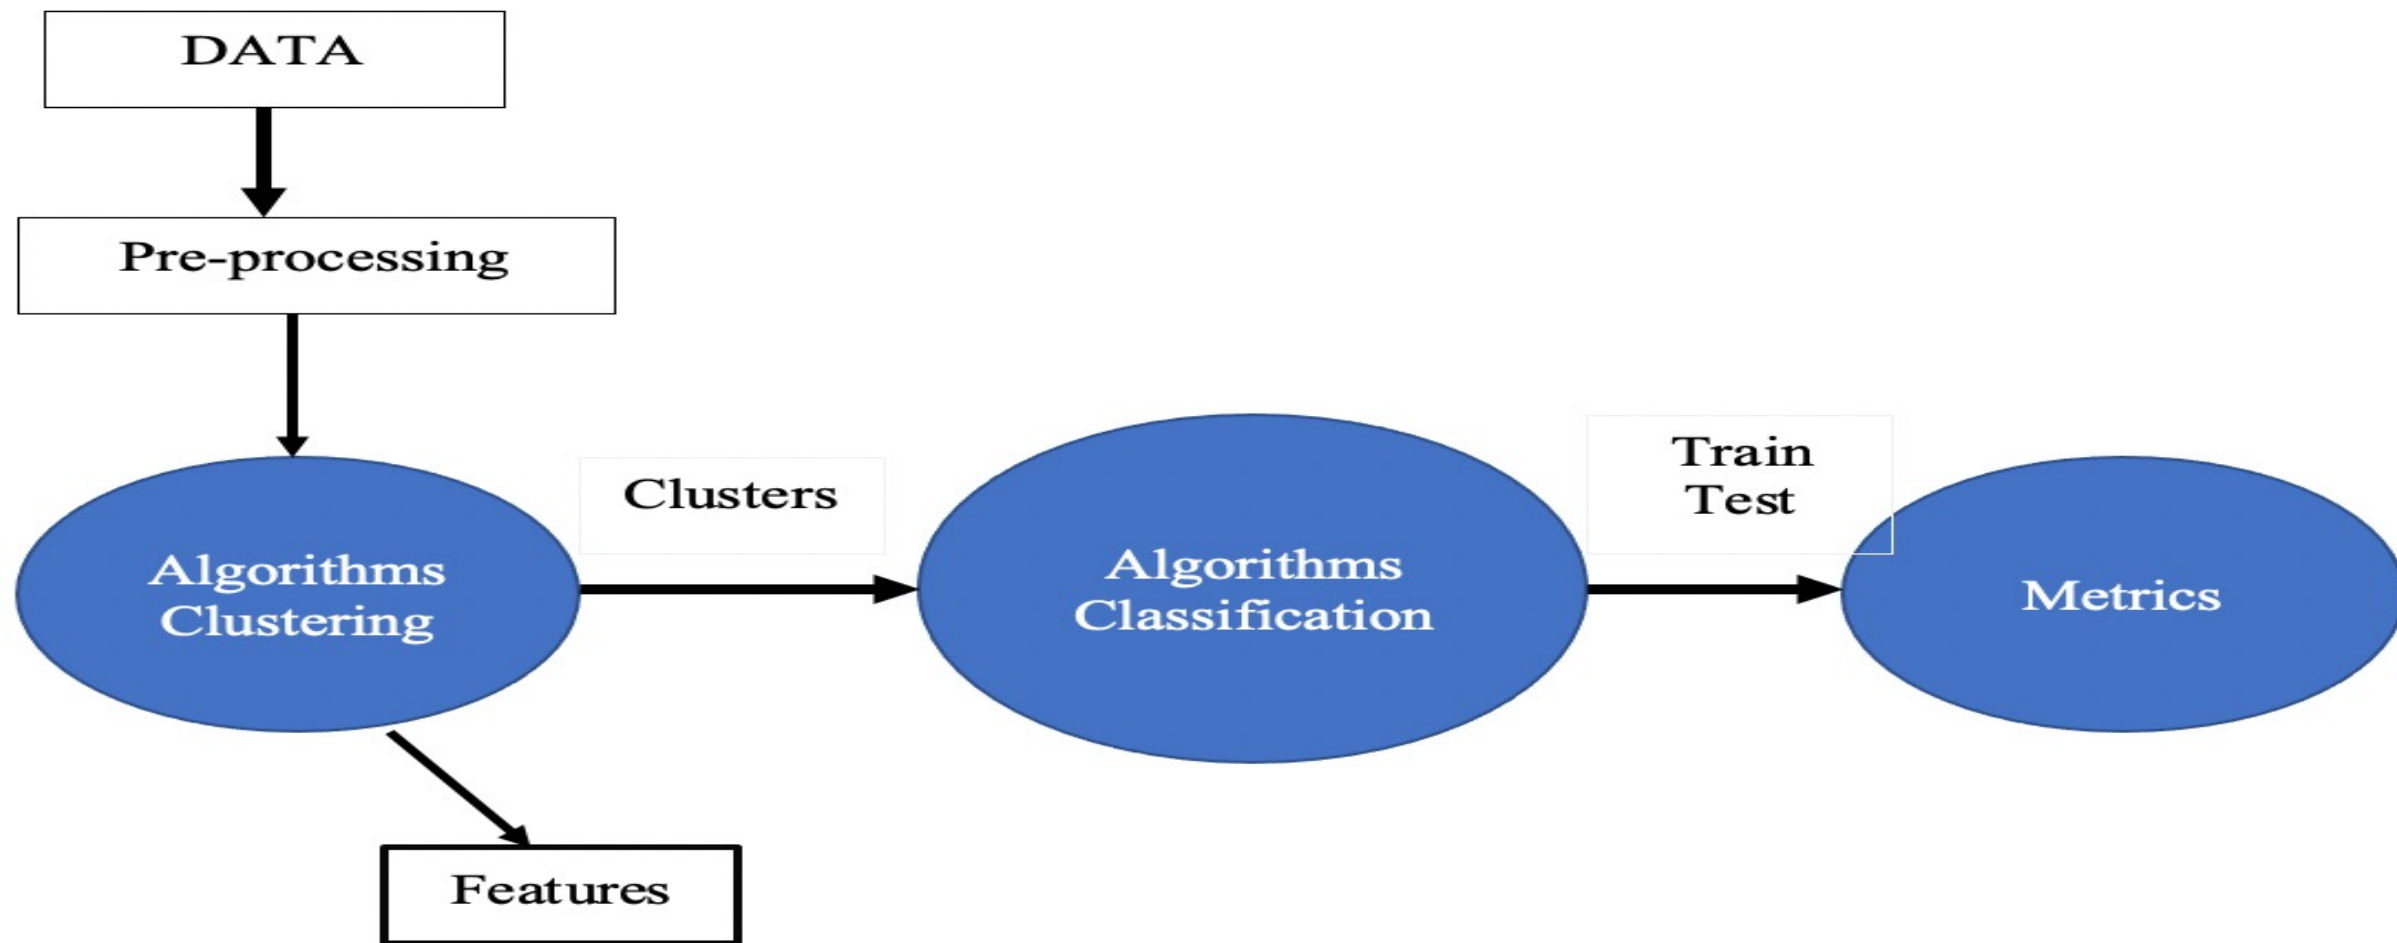 DATA
Pre-processing
Algorithms
Clustering
Clusters
Algorithms
Classification
Train
Test
Metrics
Features